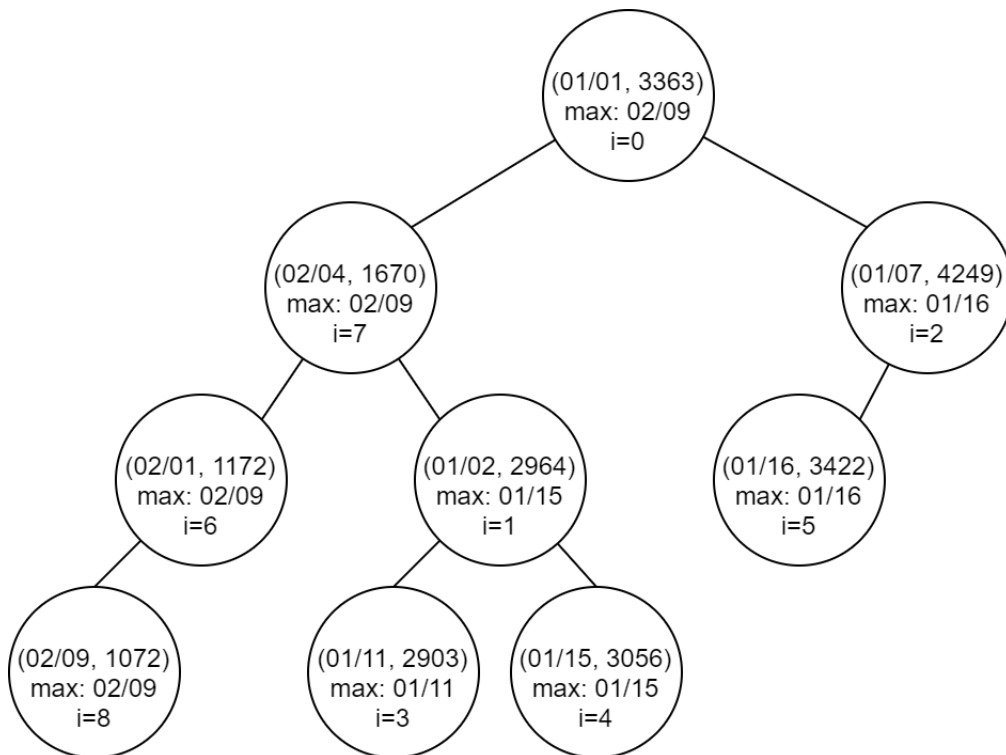 (01/01, 3363)
max: 02/09
i=0
(02/04, 1670)
max: 02/09
i=7
(01/07, 4249)
max: 01/16
i=2
(02/01, 1172)
max: 02/09
i=6
(01/02, 2964)
max: 01/15
i=1
(01/16, 3422)
max: 01/16
i=5
(02/09, 1072)
max: 02/09
i=8
(01/11, 2903)
max: 01/11
i=3
(01/15, 3056)
max: 01/15
i=4